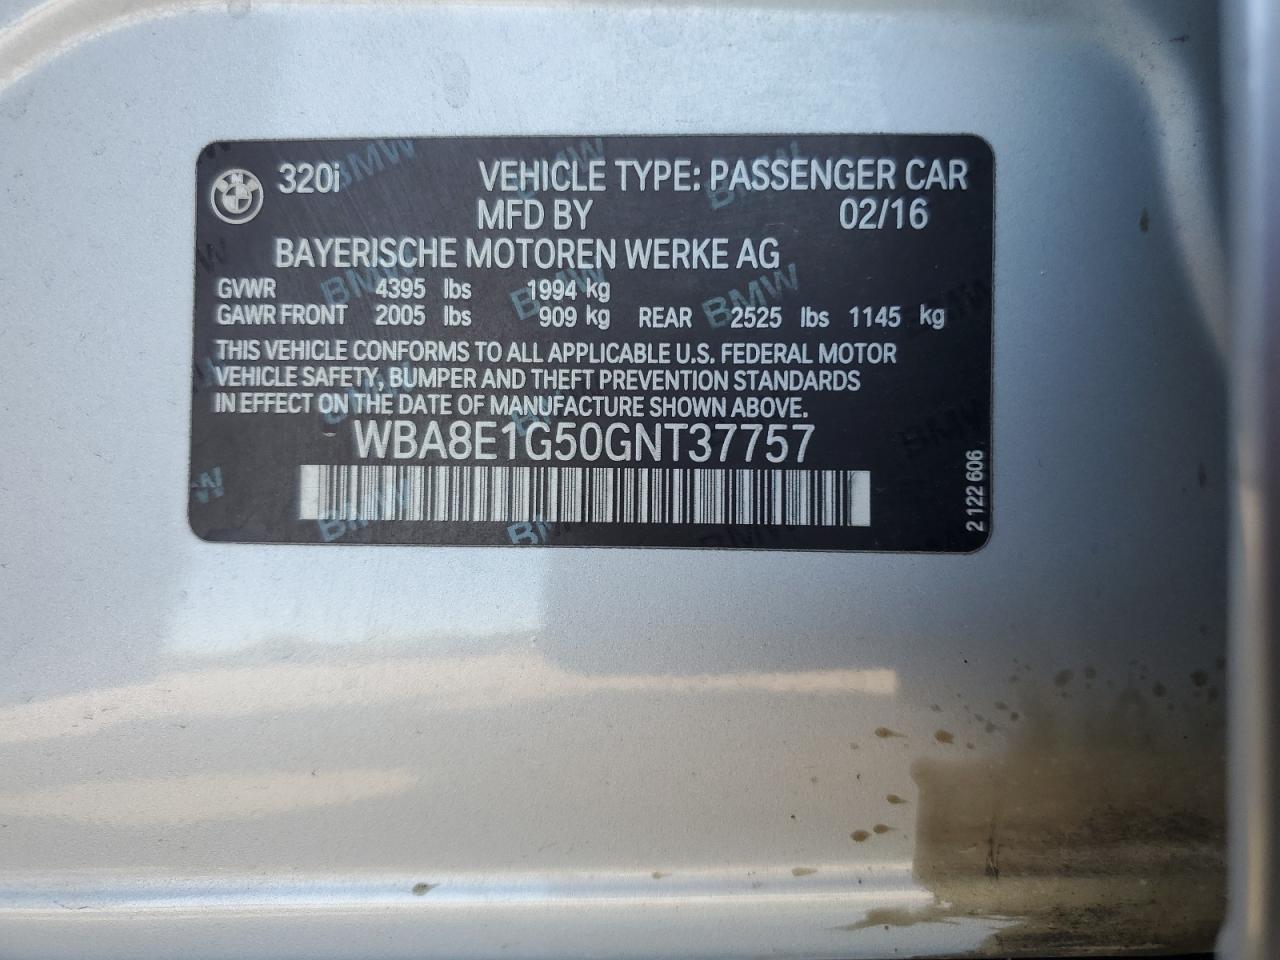 320i VEHICLE TYPE: PASSENGER CAR
MFD BY 02/16
BAYERISCHE MOTOREN WERKE AG
GVWR 4395 lbs 1994 kg
GAWR FRONT 2005 lbs 909 kg REAR 2525 lbs 1145 kg
THIS VEHICLE CONFORMS TO ALL APPLICABLE U.S. FEDERAL MOTOR
VEHICLE SAFETY, BUMPER AND THEFT PREVENTION STANDARDS
IN EFFECT ON THE DATE OF MANUFACTURE SHOWN ABOVE.
WBA8E1G50GNT37757
2 122 606